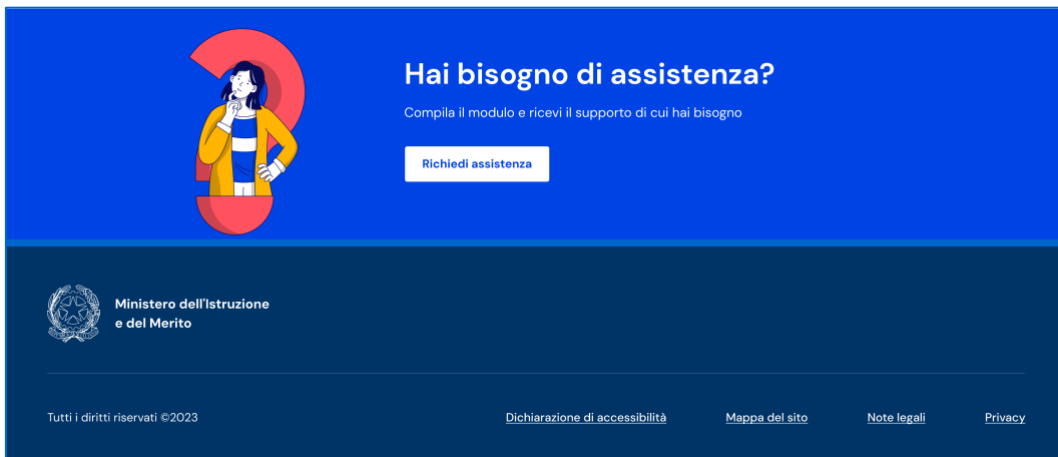 Hai bisogno di assistenza?
Compila il modulo e ricevi il supporto di cui hai bisogno
Richiedi assistenza
Ministero dell'Istruzione
e del Merito
Tutti i diritti riservati ©2023
Dichiarazione di accessibilità
Mappa del sito
Note legali
Privacy